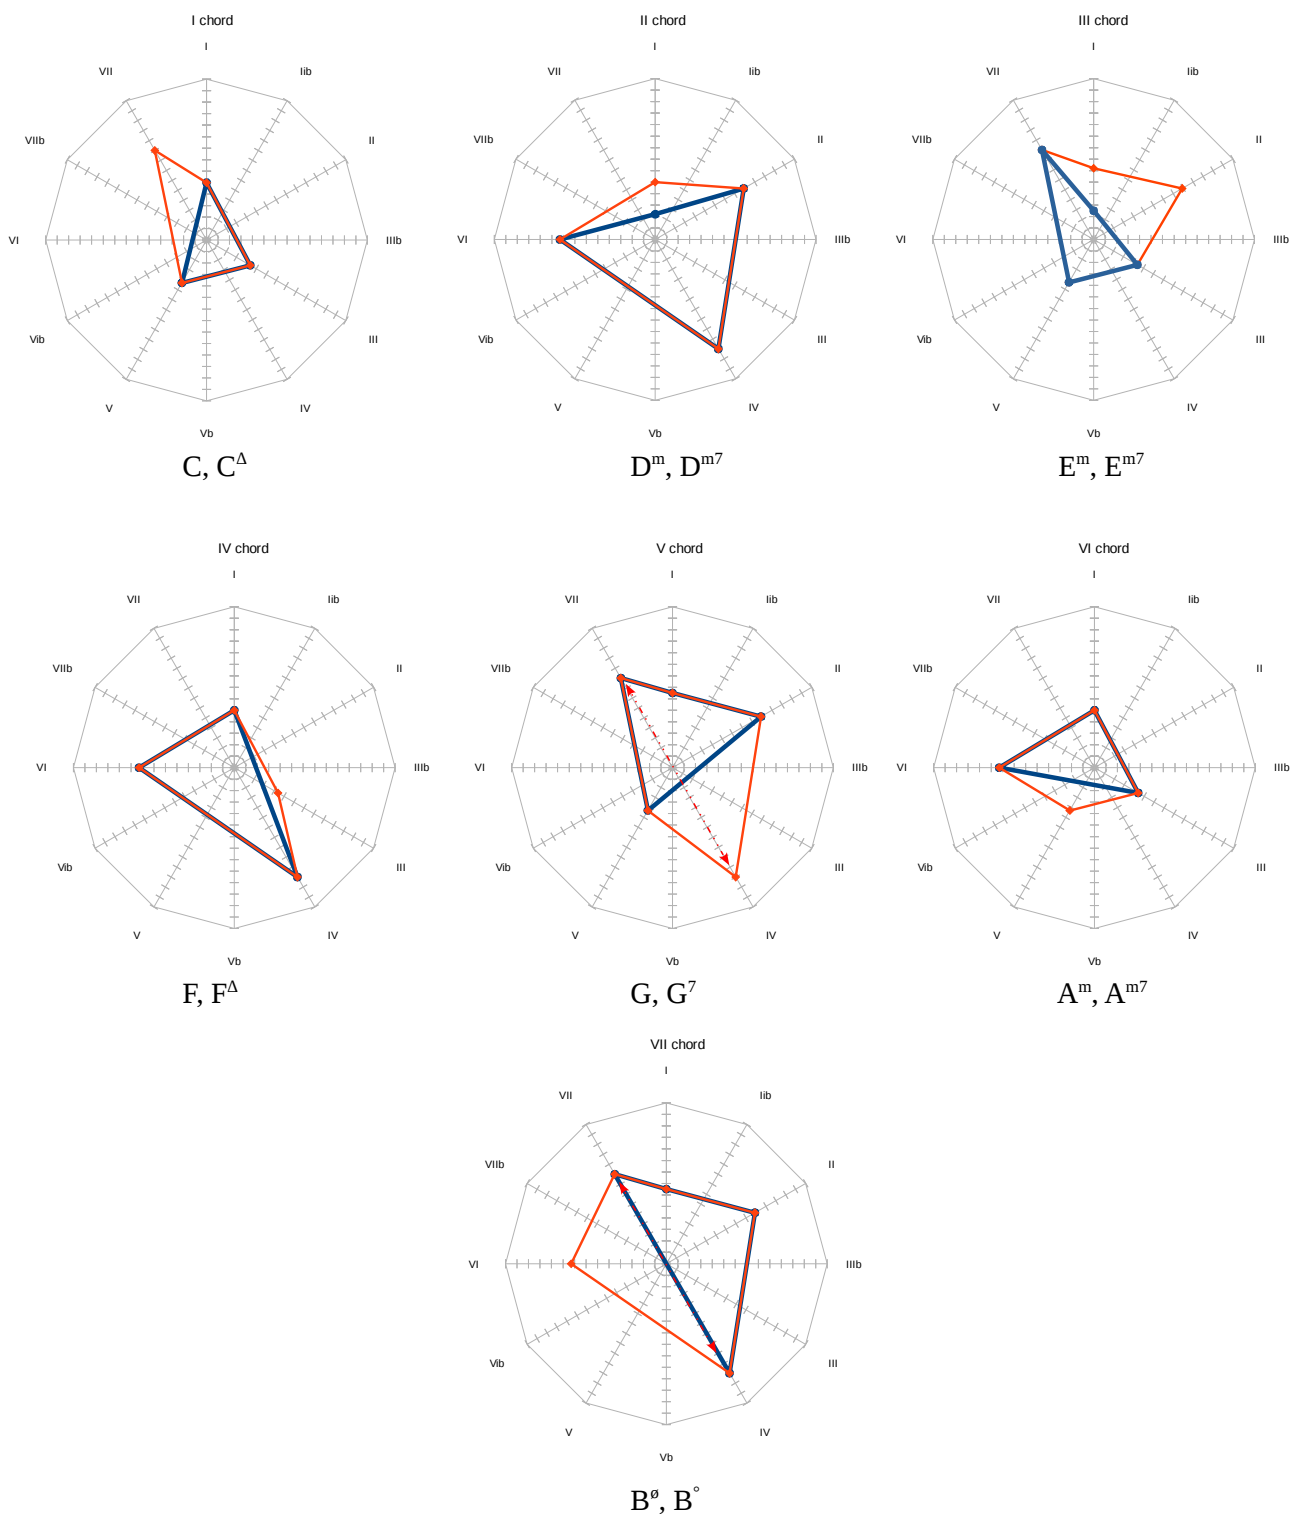 I chord
I
VII Iib
VIIb II
VI IIIb
Vib III
V IV
Vb
C, C^Δ
II chord
I
VII Iib
VIIb II
VI IIIb
Vib III
V IV
Vb
D^m, D^m7
III chord
I
VII Iib
VIIb II
VI IIIb
Vib III
V IV
Vb
E^m, E^m7
IV chord
I
VII Iib
VIIb II
VI IIIb
Vib III
V IV
Vb
F, F^Δ
V chord
I
VII Iib
VIIb II
VI IIIb
Vib III
V IV
Vb
G, G^7
VI chord
I
VII Iib
VIIb II
VI IIIb
Vib III
V IV
Vb
A^m, A^m7
VII chord
I
VII Iib
VIIb II
VI IIIb
Vib III
V IV
Vb
B^ø, B^°